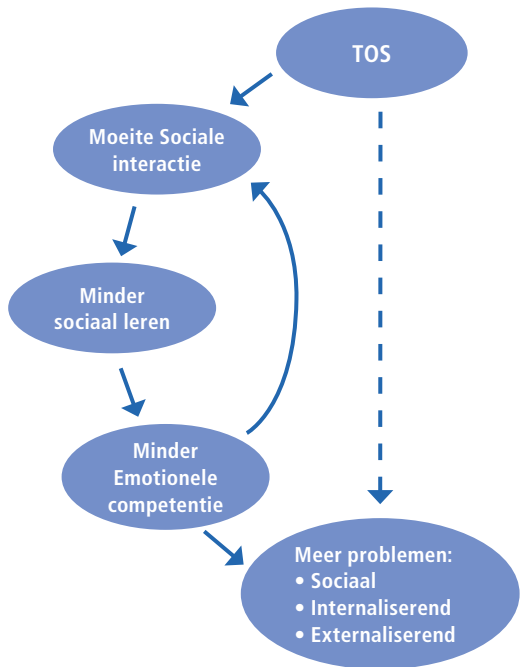 TOS
Moeite Sociale
interactie
Minder
sociaal leren
Minder
Emotionele
competentie
Meer problemen:
• Sociaal
• Internaliserend
• Externaliserend